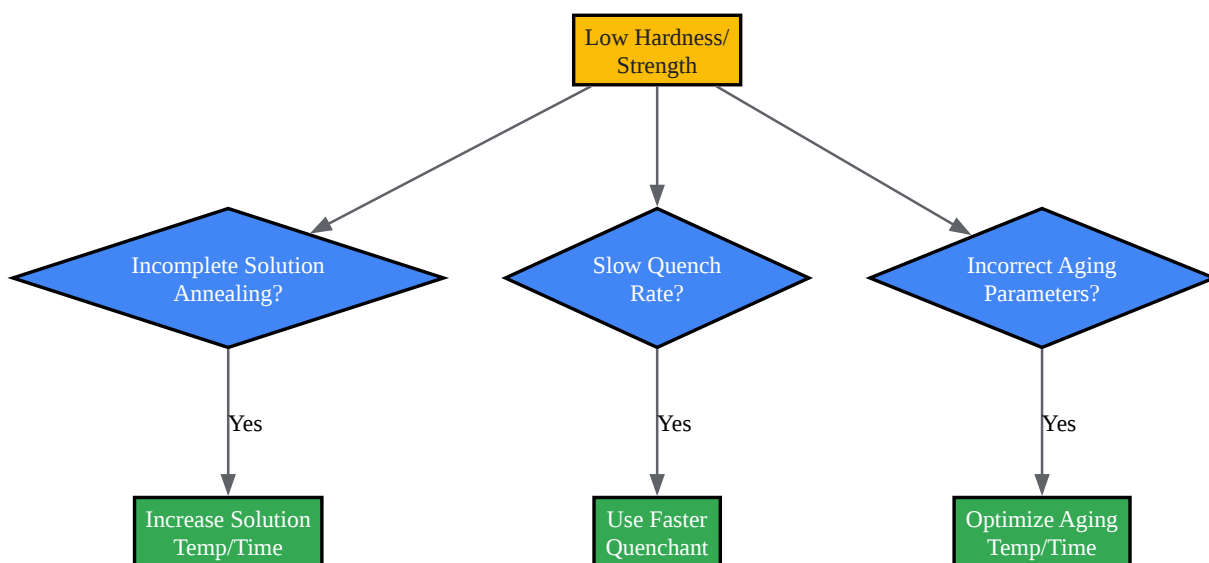 Low Hardness/
Strength
Incomplete Solution
Annealing?
Slow Quench
Rate?
Incorrect Aging
Parameters?
Yes
Yes
Yes
Increase Solution
Temp/Time
Use Faster
Quenchant
Optimize Aging
Temp/Time